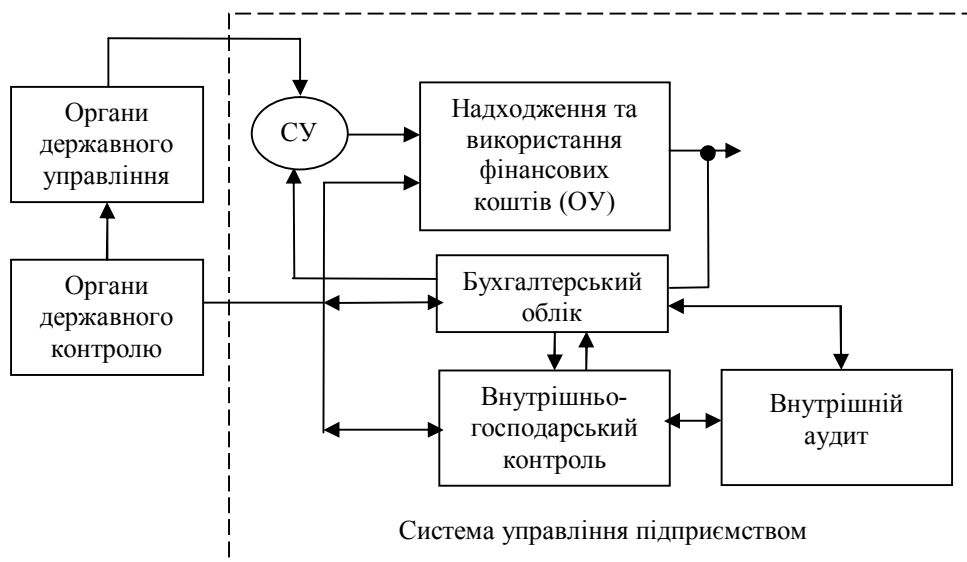 Органи
державного
управління
СУ
Надходження та
використання
фінансових
коштів (ОУ)
Органи
державного
контролю
Бухгалтерський
облік
Внутрішньо-
господарський
контроль
Внутрішній
аудит
Система управління підприємством